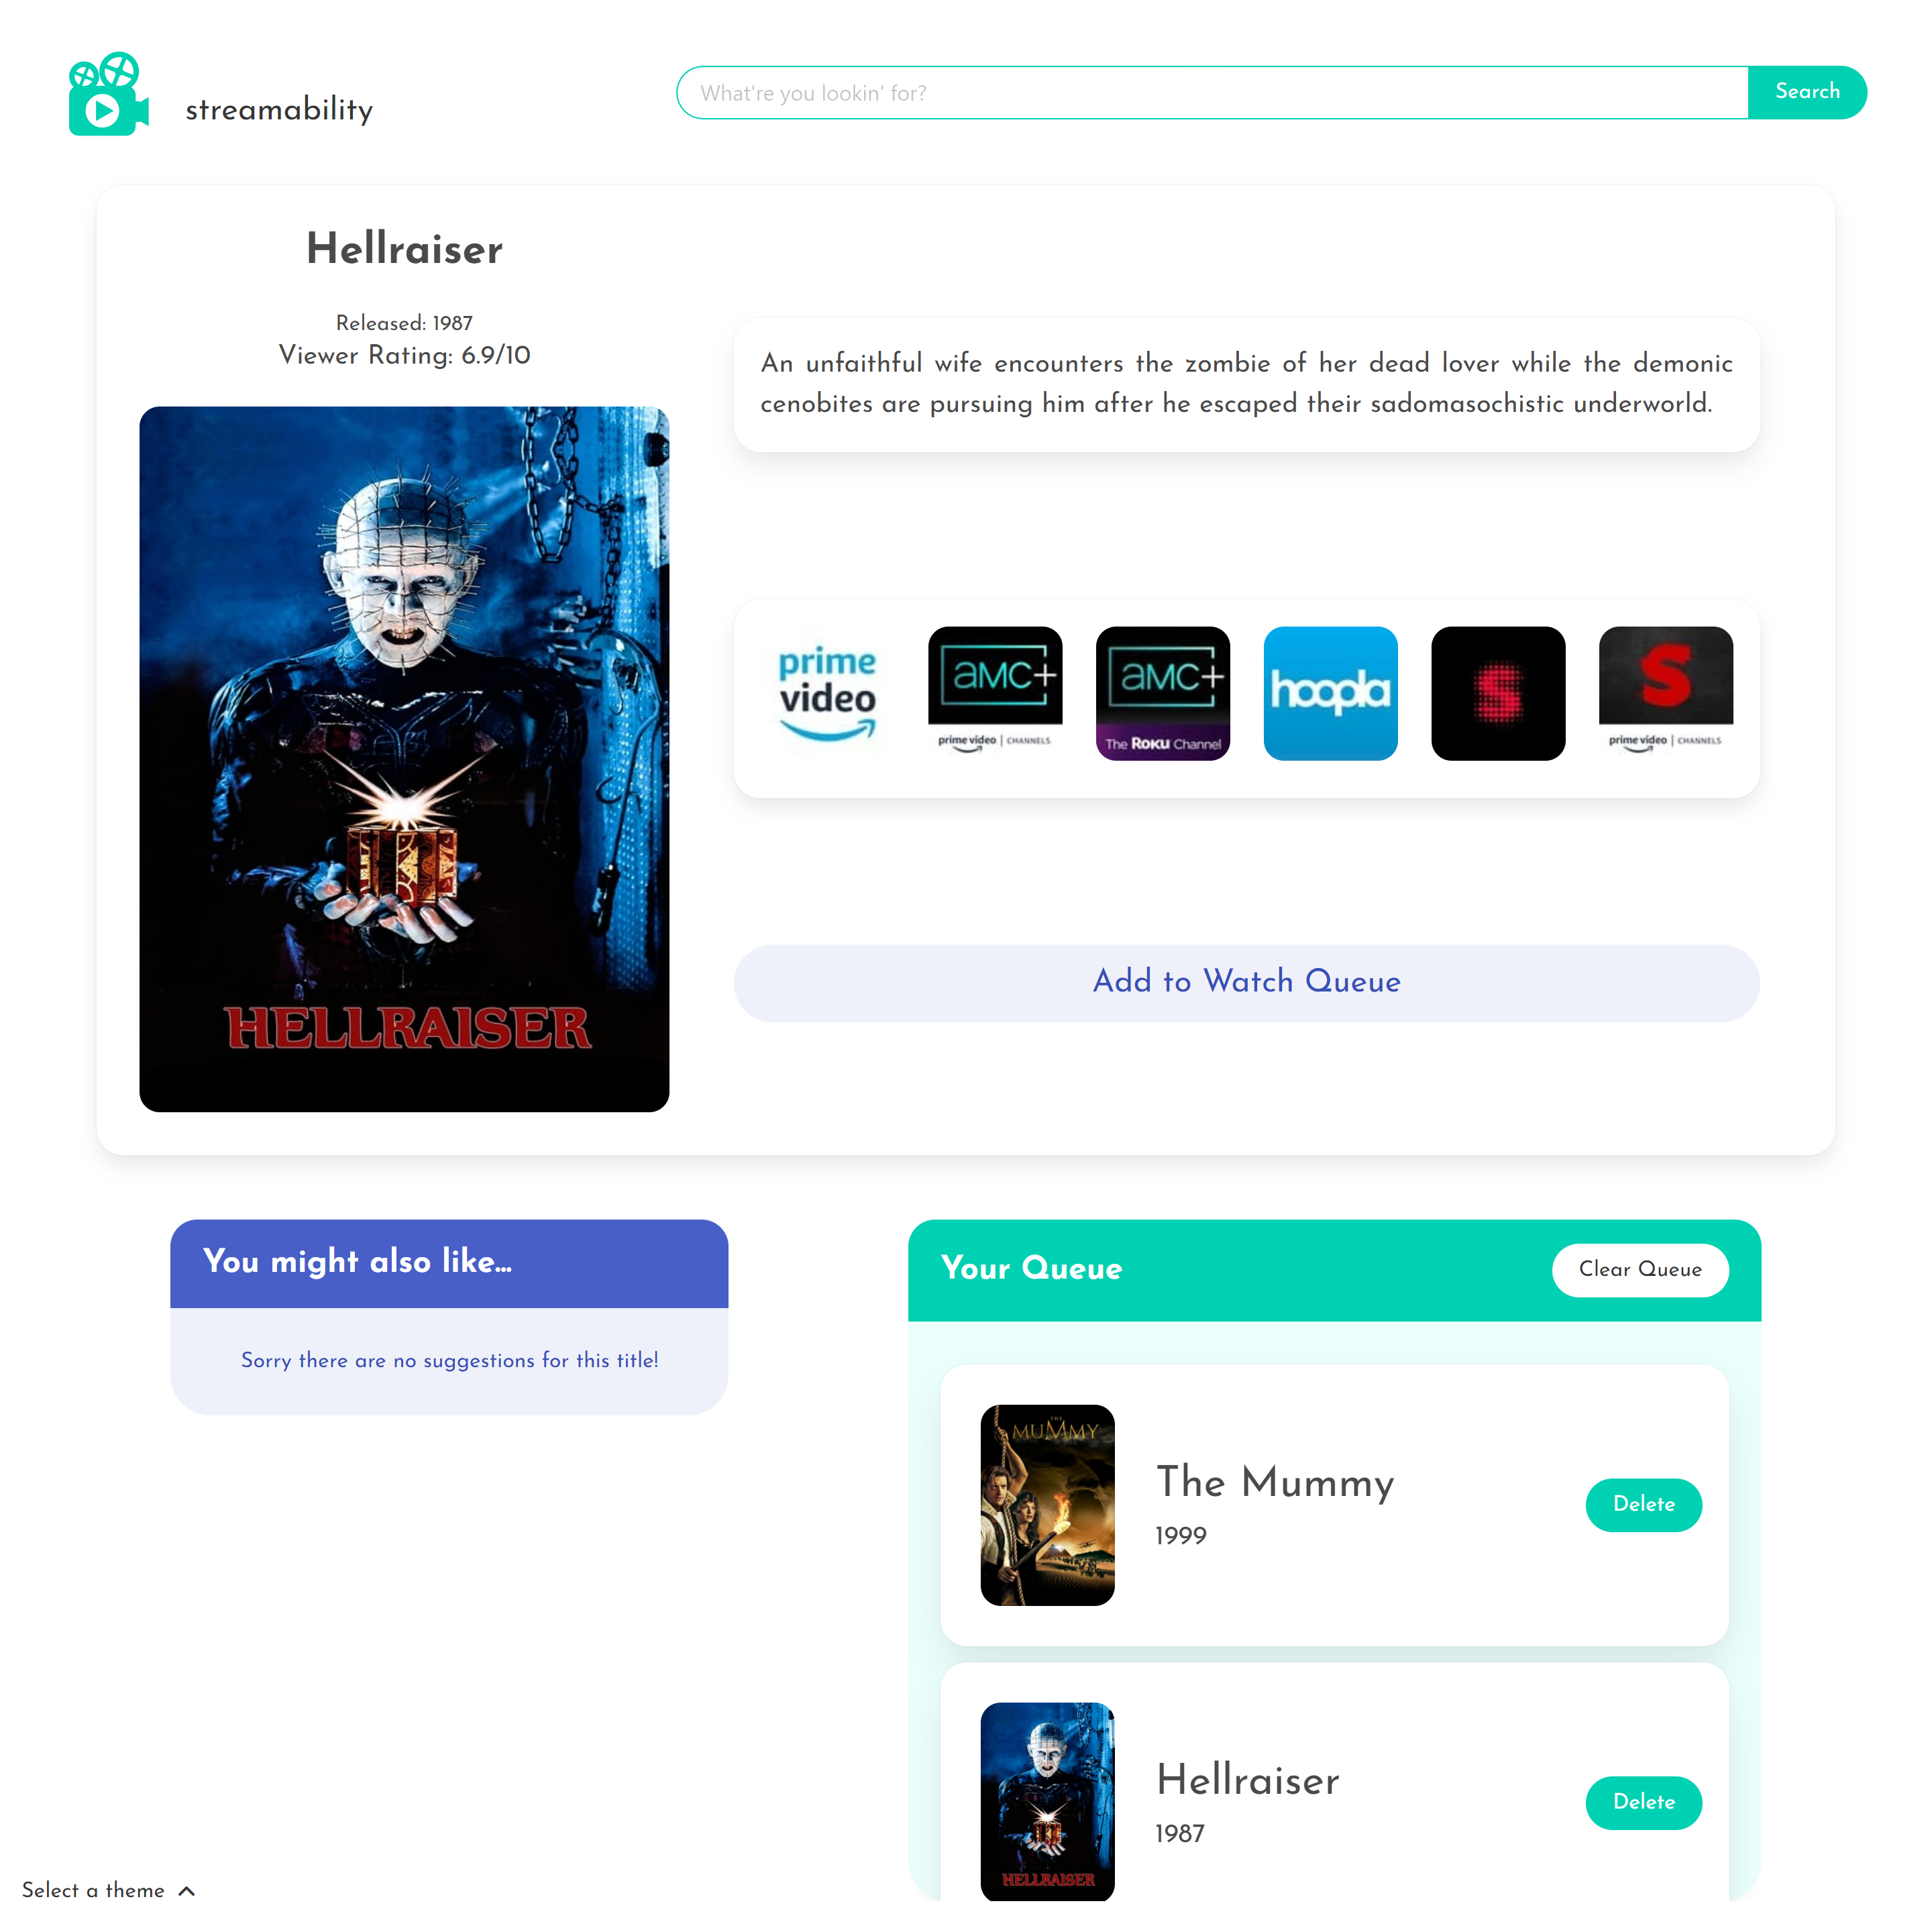 streamability
What're you lookin' for?
Search
Hellraiser
Released: 1987
Viewer Rating: 6.9/10
An unfaithful wife encounters the zombie of her dead lover while the demonic
cenobites are pursuing him after he escaped their sadomasochistic underworld.
prime
video
aMC+
prime video | CHANNELS
aMC+
The Roku Channel
hoopla
S
S
prime video | CHANNELS
HELLRAISER
Add to Watch Queue
You might also like...
Sorry there are no suggestions for this title!
Your Queue
Clear Queue
THE
MUMMY
The Mummy
1999
Delete
HELLRAISER
Hellraiser
1987
Delete
Select a theme